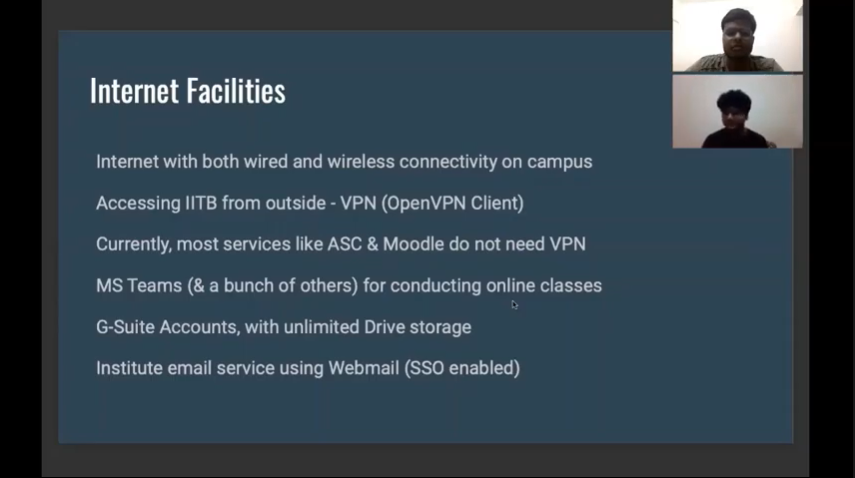 Internet Facilities
Internet with both wired and wireless connectivity on campus
Accessing IITB from outside - VPN (OpenVPN Client)
Currently, most services like ASC & Moodle do not need VPN
MS Teams (& a bunch of others) for conducting online classes
G-Suite Accounts, with unlimited Drive storage
Institute email service using Webmail (SSO enabled)